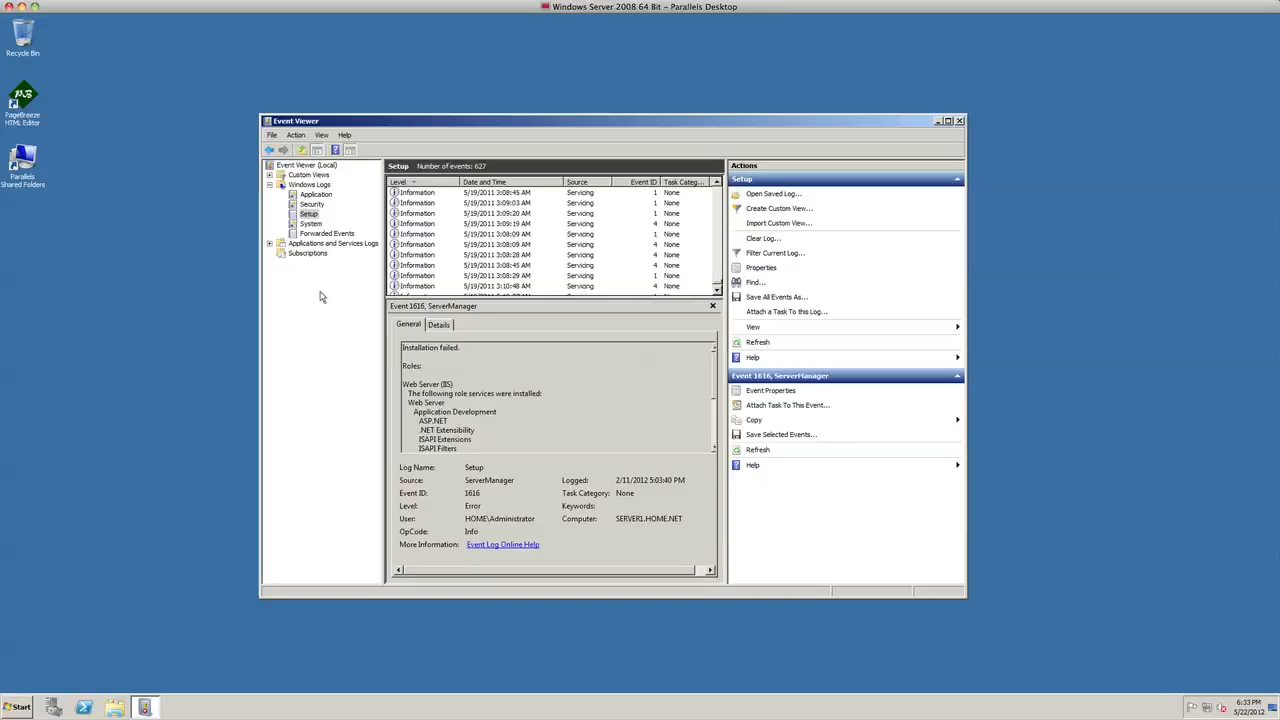 Windows Server 2008 64 Bit - Parallels Desktop
Recycle Bin
PB
PageBreeze
HTML Editor
Parallels
Shared Folders
Event Viewer
File Action View Help
Event Viewer (Local)
Custom Views
Windows Logs
Application
Security
Setup
System
Forwarded Events
Applications and Services Logs
Subscriptions
Setup Number of events: 627
Level Date and Time Source Event ID Task Categ...
Information 5/19/2011 3:08:45 AM Servicing 1 None
Information 5/19/2011 3:09:03 AM Servicing 1 None
Information 5/19/2011 3:09:20 AM Servicing 1 None
Information 5/19/2011 3:09:19 AM Servicing 4 None
Information 5/19/2011 3:08:09 AM Servicing 1 None
Information 5/19/2011 3:08:09 AM Servicing 4 None
Information 5/19/2011 3:08:28 AM Servicing 4 None
Information 5/19/2011 3:08:45 AM Servicing 4 None
Information 5/19/2011 3:08:29 AM Servicing 1 None
Information 5/19/2011 3:10:48 AM Servicing 4 None
Event 1616, ServerManager
General Details
Installation failed.
Roles:
Web Server (IIS)
The following role services were installed:
Web Server
Application Development
ASP.NET
.NET Extensibility
ISAPI Extensions
ISAPI Filters
Log Name: Setup
Source: ServerManager Logged: 2/11/2012 5:03:40 PM
Event ID: 1616 Task Category: None
Level: Error Keywords:
User: HOME\Administrator Computer: SERVER1.HOME.NET
OpCode: Info
More Information: Event Log Online Help
Actions
Setup
Open Saved Log...
Create Custom View...
Import Custom View...
Clear Log...
Filter Current Log...
Properties
Find...
Save All Events As...
Attach a Task To this Log...
View
Refresh
Help
Event 1616, ServerManager
Event Properties
Attach Task To This Event...
Copy
Save Selected Events...
Refresh
Help
Start
6:33 PM
5/22/2012